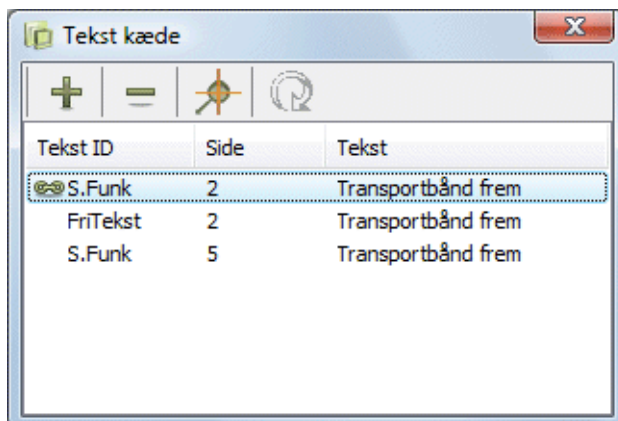 Tekst kæde
Tekst ID Side Tekst
S.Funk 2 Transportbånd frem
FriTekst 2 Transportbånd frem
S.Funk 5 Transportbånd frem